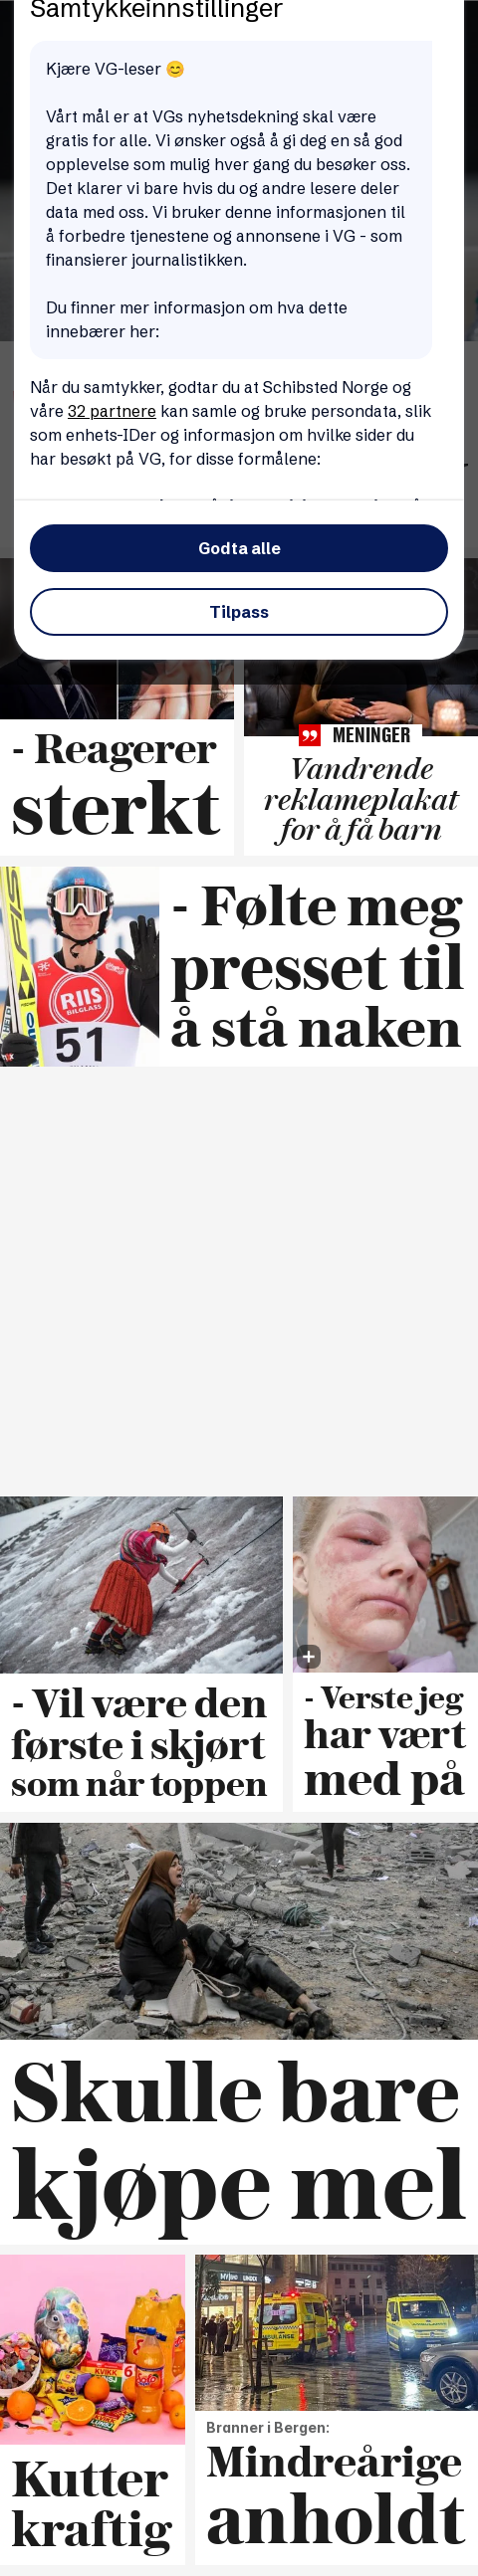 Samtykkeinnstillinger
Kjære VG-leser 😊
Vårt mål er at VGs nyhetsdekning skal være
gratis for alle. Vi ønsker også å gi deg en så god
opplevelse som mulig hver gang du besøker oss.
Det klarer vi bare hvis du og andre lesere deler
data med oss. Vi bruker denne informasjonen til
å forbedre tjenestene og annonsene i VG - som
finansierer journalistikken.
Du finner mer informasjon om hva dette
innebærer her:
Når du samtykker, godtar du at Schibsted Norge og
våre 32 partnere kan samle og bruke persondata, slik
som enhets-IDer og informasjon om hvilke sider du
har besøkt på VG, for disse formålene:
Godta alle
Tilpass
- Reagerer
sterkt
MENINGER
Vandrende
reklameplakat
for å få barn
RIIS
BILGLASS
51
- Følte meg
presset til
å stå naken
- Vil være den
første i skjørt
som når toppen
- Verste jeg
har vært
med på
Skulle bare
kjøpe mel
KVIKK
6
Kutter
kraftig
AMBULANSE
Branner i Bergen:
Mindreårige
anholdt